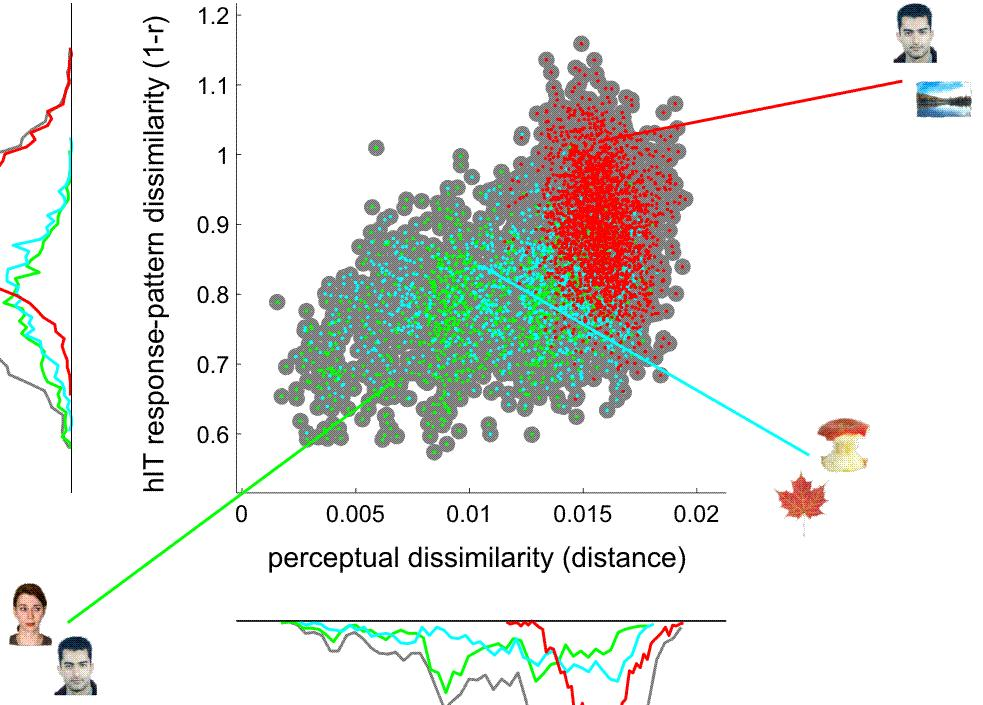 1.2
1.1
1
0.9
0.8
0.7
0.6
hIT response-pattern dissimilarity (1-r)
0 0.005 0.01 0.015 0.02
perceptual dissimilarity (distance)